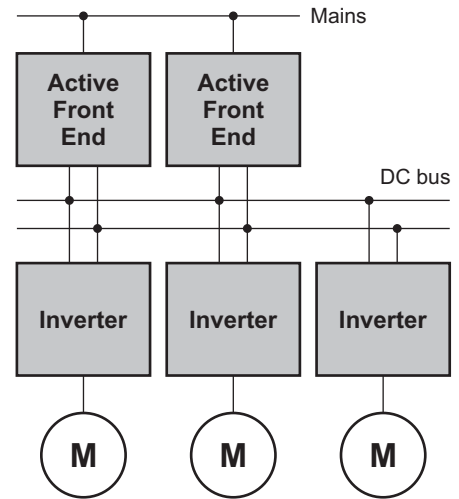 Mains
Active
Front
End
Active
Front
End
DC bus
Inverter
Inverter
Inverter
M
M
M